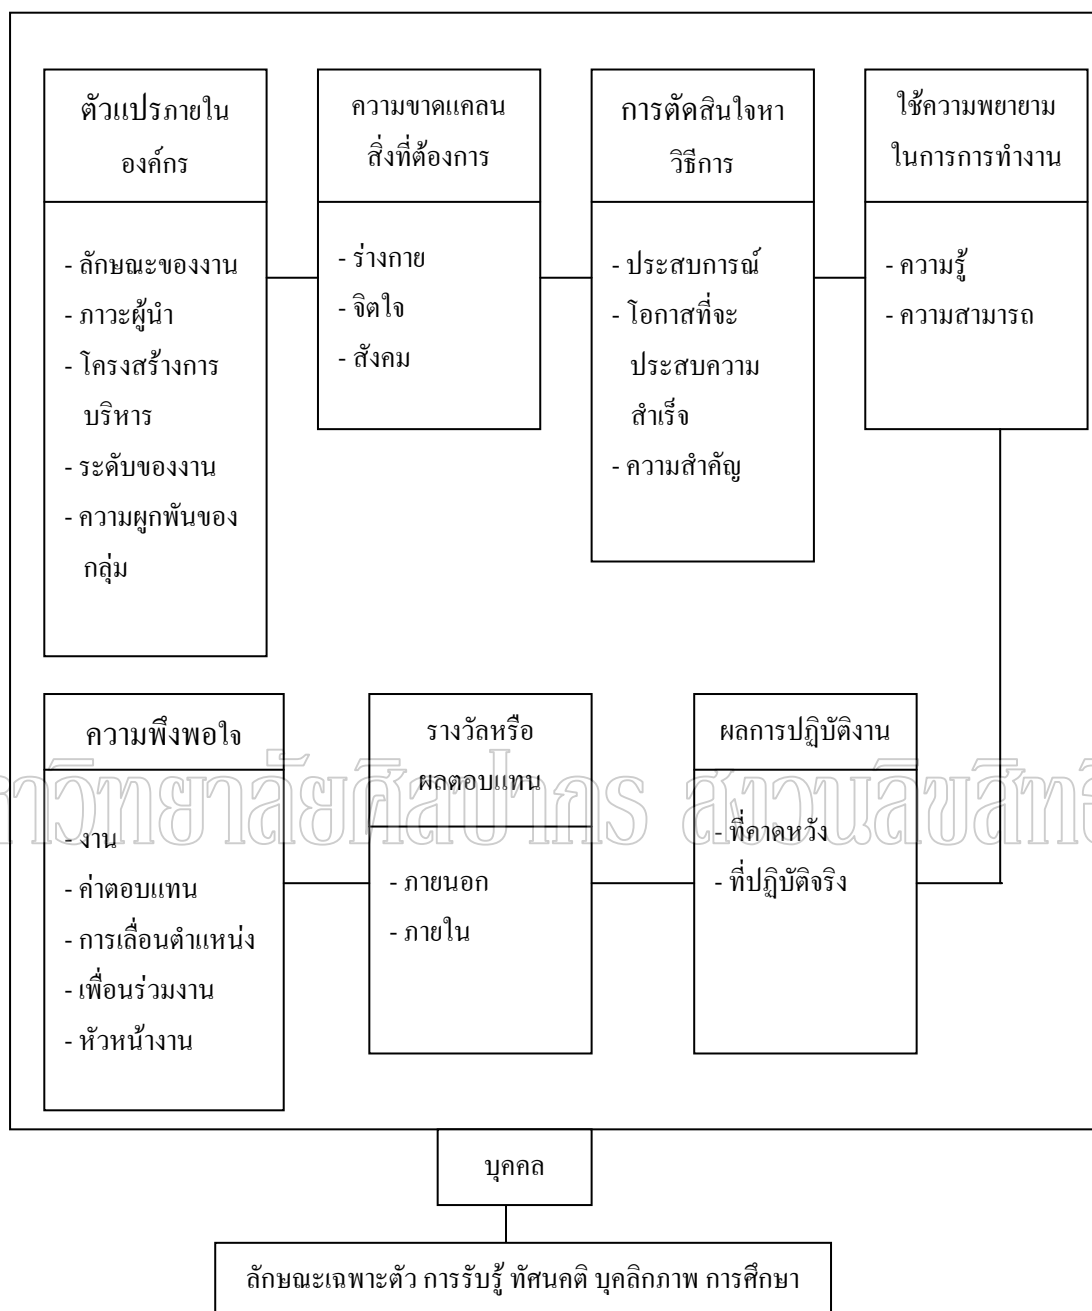 ตัวแปรภายใน
องค์กร
- ลักษณะของงาน
- ภาวะผู้นำ
- โครงสร้างการ
บริหาร
- ระดับของงาน
- ความผูกพันของ
กลุ่ม
ความขาดแคลน
สิ่งที่ต้องการ
- ร่างกาย
- จิตใจ
- สังคม
การตัดสินใจหา
วิธีการ
- ประสบการณ์
- โอกาสที่จะ
ประสบความ
สำเร็จ
- ความสำคัญ
ใช้ความพยายาม
ในการการทำงาน
- ความรู้
- ความสามารถ
ความพึงพอใจ
- งาน
- ค่าตอบแทน
- การเลื่อนตำแหน่ง
- เพื่อนร่วมงาน
- หัวหน้างาน
รางวัลหรือ
ผลตอบแทน
- ภายนอก
- ภายใน
ผลการปฏิบัติงาน
- ที่คาดหวัง
- ที่ปฏิบัติจริง
บุคคล
ลักษณะเฉพาะตัว การรับรู้ ทัศนคติ บุคลิกภาพ การศึกษา